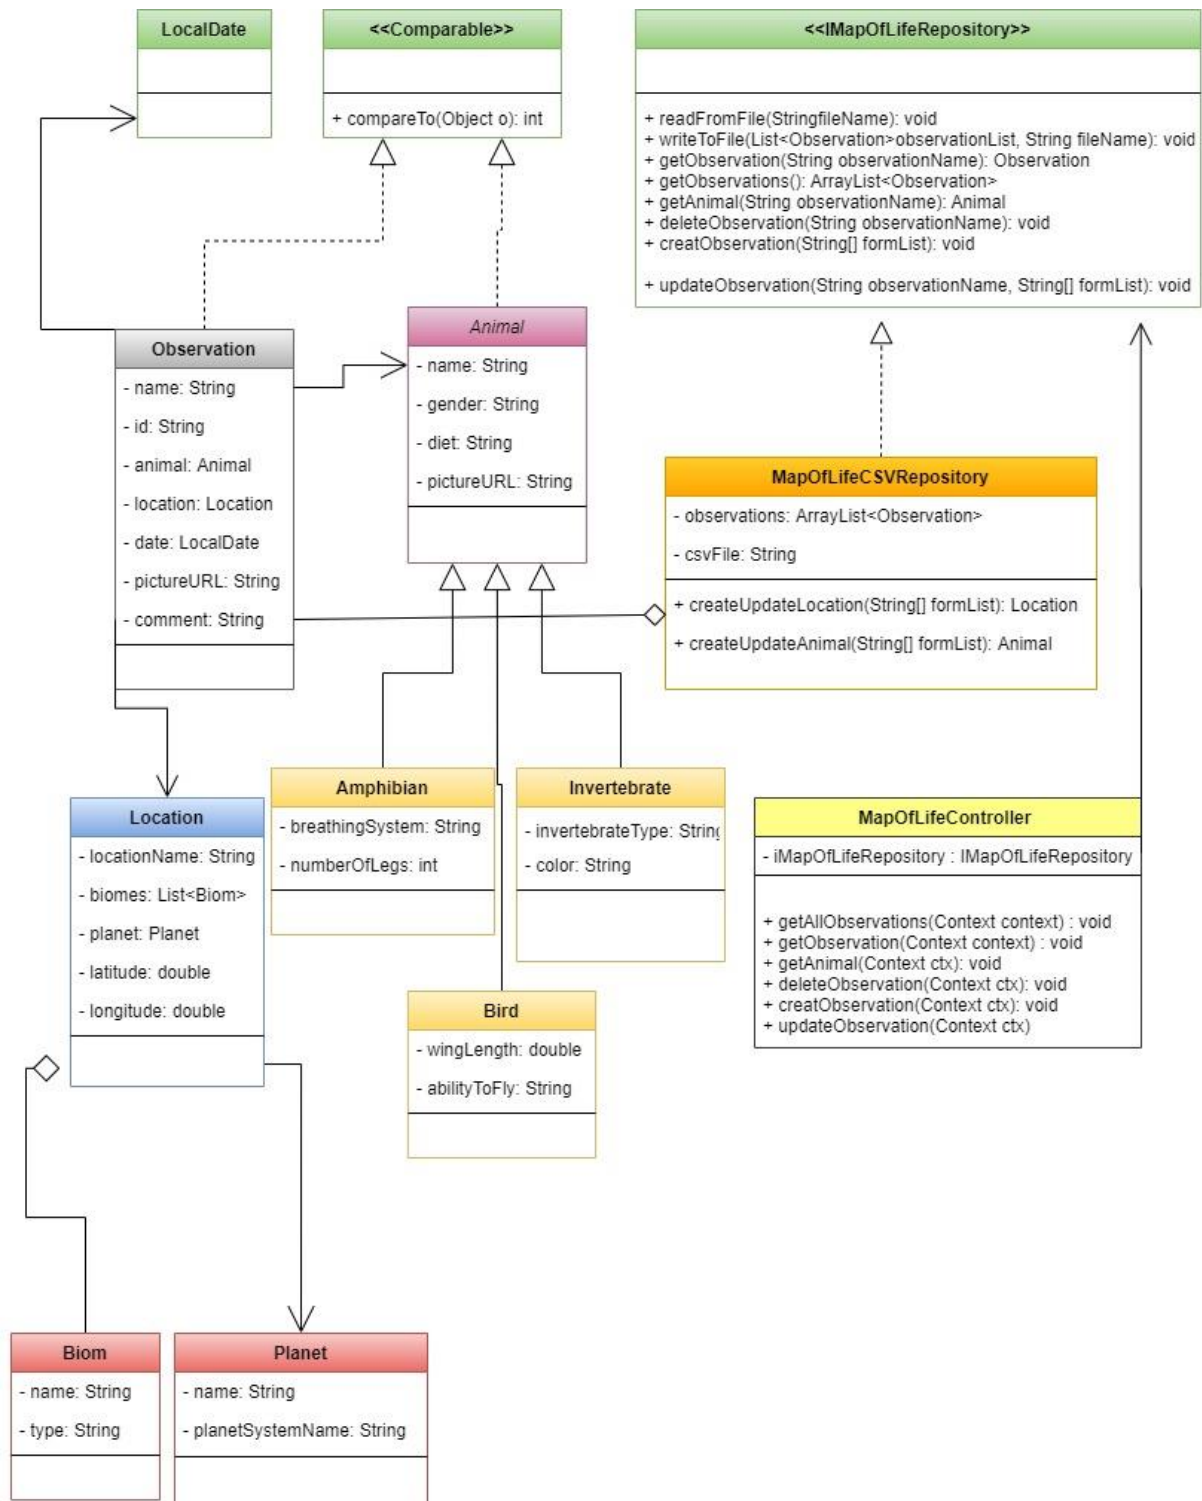 LocalDate
<<Comparable>>
+ compareTo(Object o): int
<<IMapOfLifeRepository>>
+ readFromFile(StringfileName): void
+ writeToFile(List<Observation>observationList, String fileName): void
+ getObservation(String observationName): Observation
+ getObservations(): ArrayList<Observation>
+ getAnimal(String observationName): Animal
+ deleteObservation(String observationName): void
+ creatObservation(String[] formList): void
+ updateObservation(String observationName, String[] formList): void
Observation
- name: String
- id: String
- animal: Animal
- location: Location
- date: LocalDate
- pictureURL: String
- comment: String
Animal
- name: String
- gender: String
- diet: String
- pictureURL: String
MapOfLifeCSVRepository
- observations: ArrayList<Observation>
- csvFile: String
+ createUpdateLocation(String[] formList): Location
+ createUpdateAnimal(String[] formList): Animal
Location
- locationName: String
- biomes: List<Biom>
- planet: Planet
- latitude: double
- longitude: double
Amphibian
- breathingSystem: String
- numberOfLegs: int
Invertebrate
- invertebrateType: String
- color: String
MapOfLifeController
- iMapOfLifeRepository : IMapOfLifeRepository
+ getAllObservations(Context context) : void
+ getObservation(Context context) : void
+ getAnimal(Context ctx): void
+ deleteObservation(Context ctx): void
+ creatObservation(Context ctx): void
+ updateObservation(Context ctx)
Bird
- wingLength: double
- abilityToFly: String
Biom
- name: String
- type: String
Planet
- name: String
- planetSystemName: String